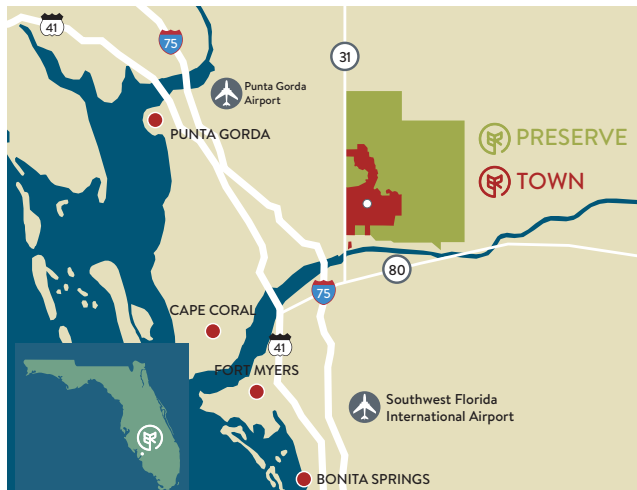 41
75
31
Punta Gorda
Airport
PUNTA GORDA
PRESERVE
TOWN
80
75
CAPE CORAL
41
FORT MYERS
Southwest Florida
International Airport
BONITA SPRINGS